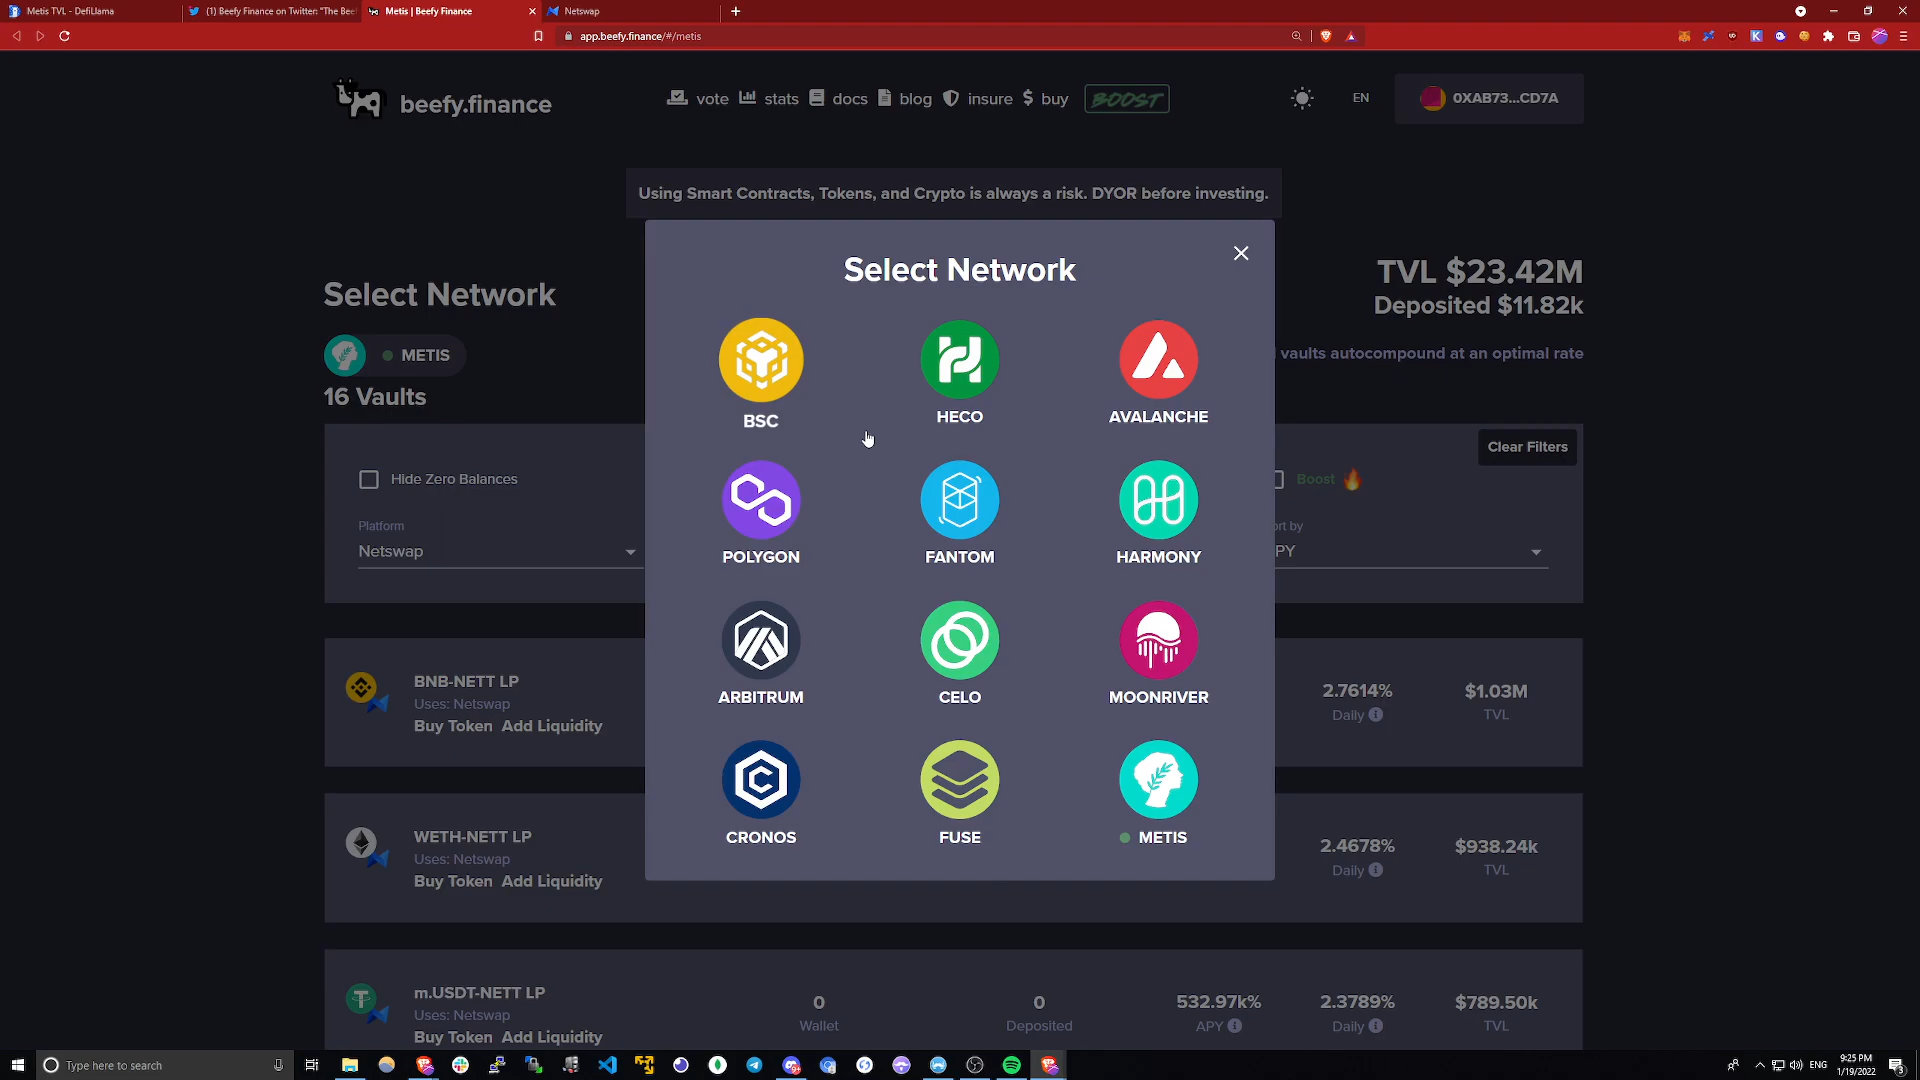 Metis TVL - DefiLlama
(1) Beefy Finance on Twitter: "The Bee
Metis | Beefy Finance
Netswap
app.beefy.finance/#/metis
beefy.finance
vote
stats
docs
blog
insure
buy
BOOST
EN
0XAB73...CD7A
Using Smart Contracts, Tokens, and Crypto is always a risk. DYOR before investing.
Select Network
TVL $23.42M
Deposited $11.82k
METIS
vaults autocompound at an optimal rate
16 Vaults
Select Network
BSC
HECO
AVALANCHE
POLYGON
FANTOM
HARMONY
ARBITRUM
CELO
MOONRIVER
CRONOS
FUSE
METIS
Clear Filters
Hide Zero Balances
Boost
Platform
Netswap
rt by
PY
BNB-NETT LP
Uses: Netswap
Buy Token Add Liquidity
2.7614%
Daily
$1.03M
TVL
WETH-NETT LP
Uses: Netswap
Buy Token Add Liquidity
2.4678%
Daily
$938.24k
TVL
m.USDT-NETT LP
Uses: Netswap
Buy Token Add Liquidity
0
Wallet
0
Deposited
532.97k%
APY
2.3789%
Daily
$789.50k
TVL
Type here to search
ENG
9:25 PM
1/19/2022